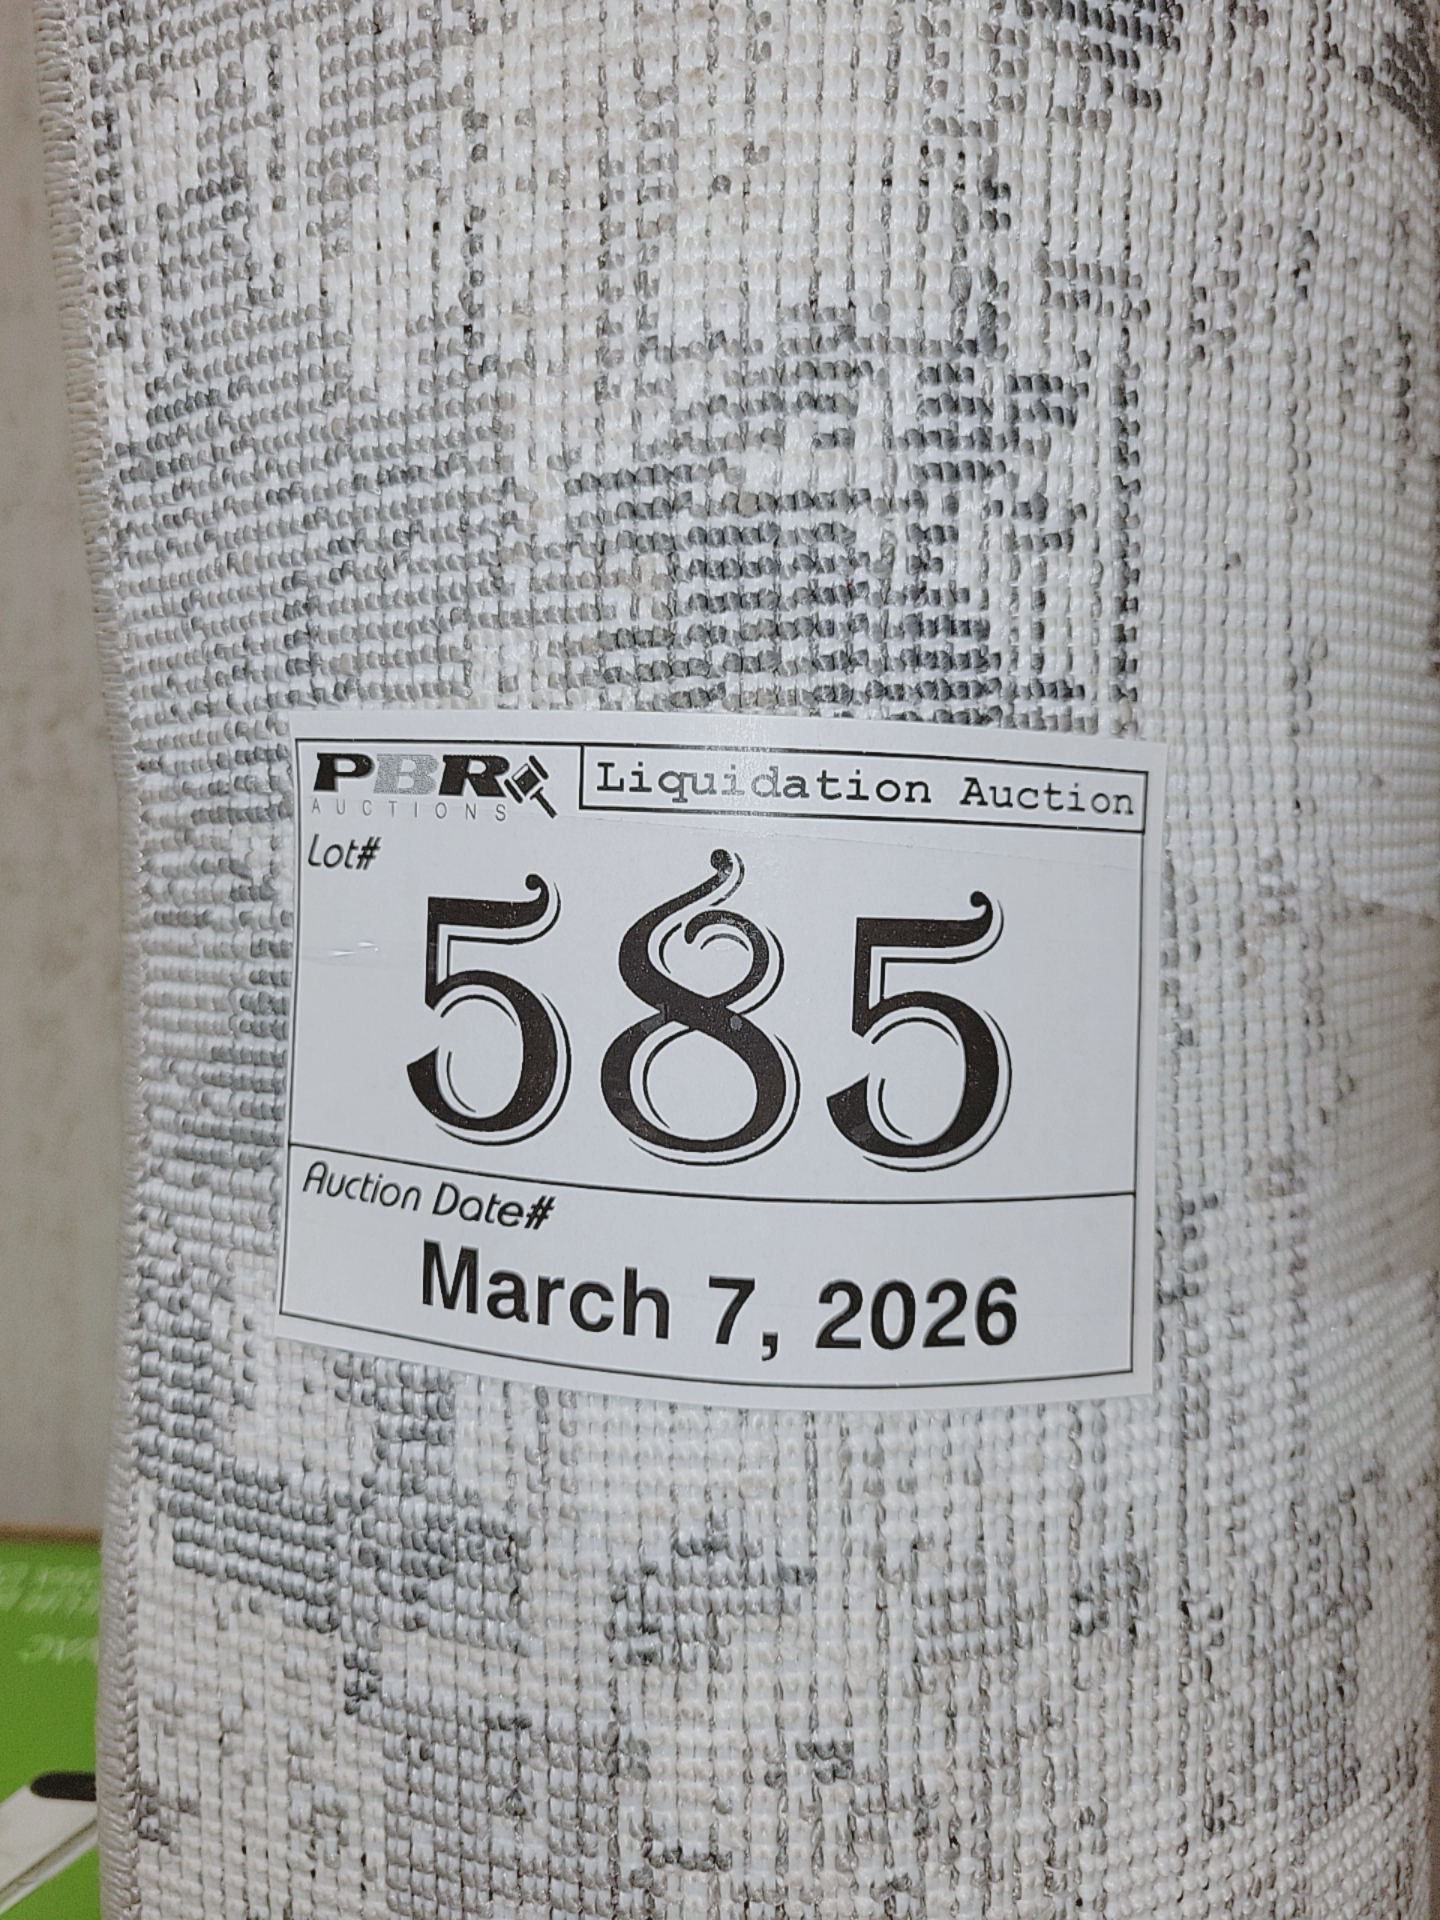 PBR
AUCTIONS
Liquidation Auction
Lot#
585
Auction Date#
March 7, 2026